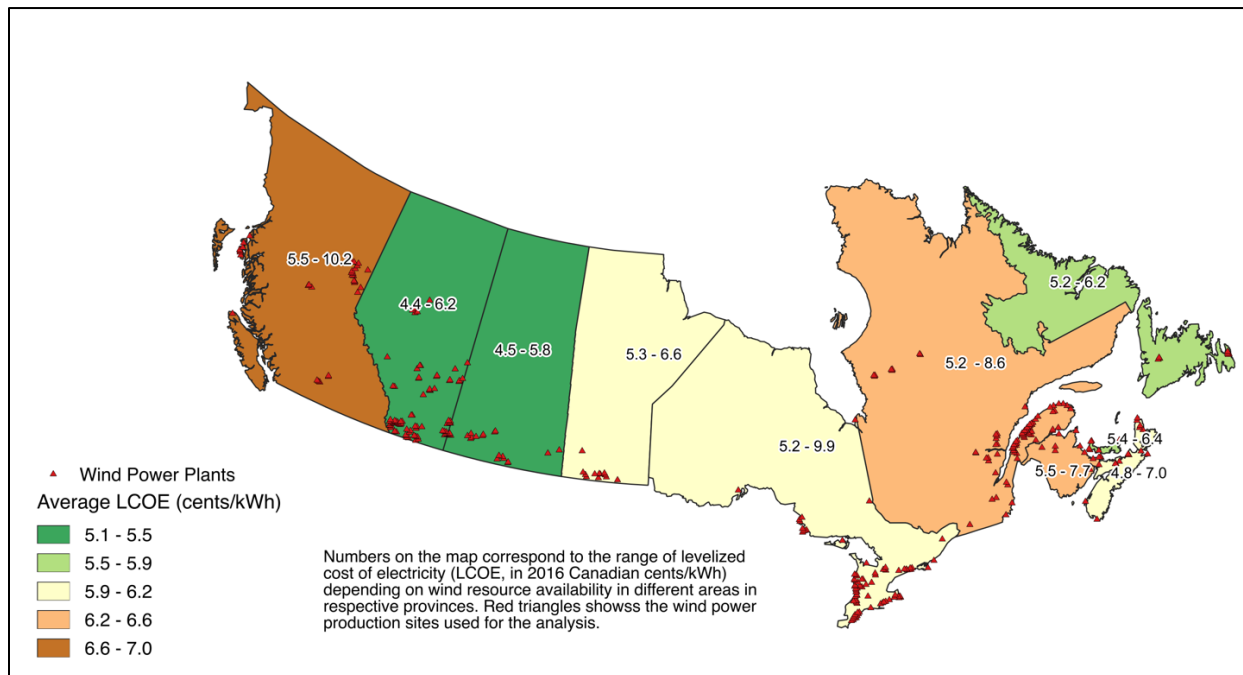 5.5 - 10.2
4.4 - 6.2
4.5 - 5.8
5.3 - 6.6
5.2 - 9.9
5.2 - 8.6
5.2 - 6.2
5.4 - 6.4
5.5 - 7.7
4.8 - 7.0
Wind Power Plants
Average LCOE (cents/kWh)
5.1 - 5.5
5.5 - 5.9
5.9 - 6.2
6.2 - 6.6
6.6 - 7.0
Numbers on the map correspond to the range of levelized
cost of electricity (LCOE, in 2016 Canadian cents/kWh)
depending on wind resource availability in different areas in
respective provinces. Red triangles showss the wind power
production sites used for the analysis.